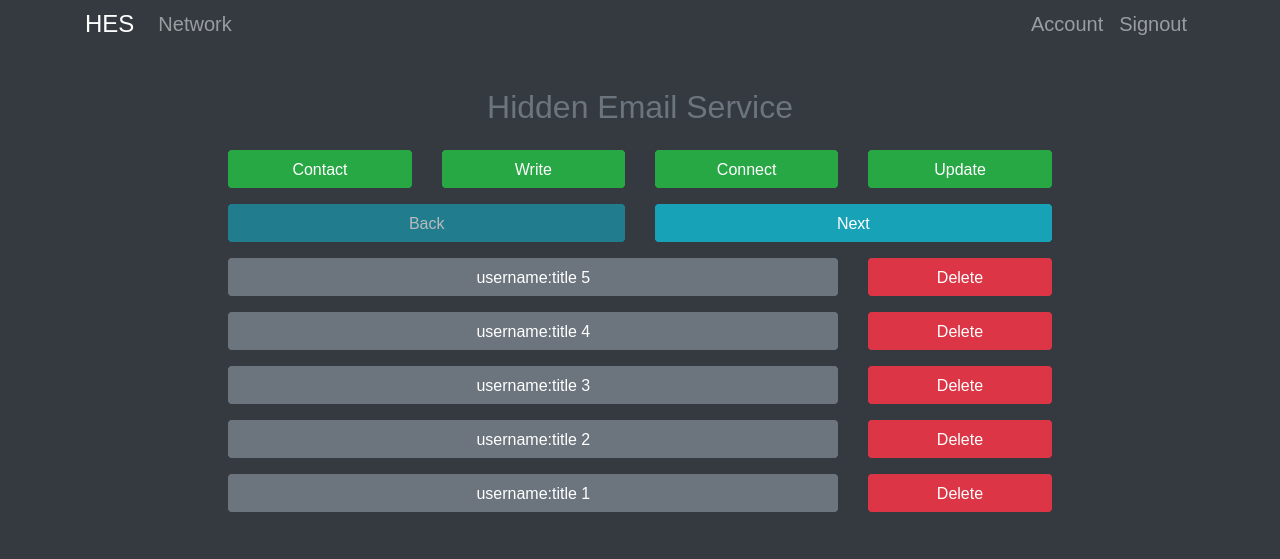 HES Network Account Signout
Hidden Email Service
Contact Write Connect Update
Back Next
username:title 5 Delete
username:title 4 Delete
username:title 3 Delete
username:title 2 Delete
username:title 1 Delete